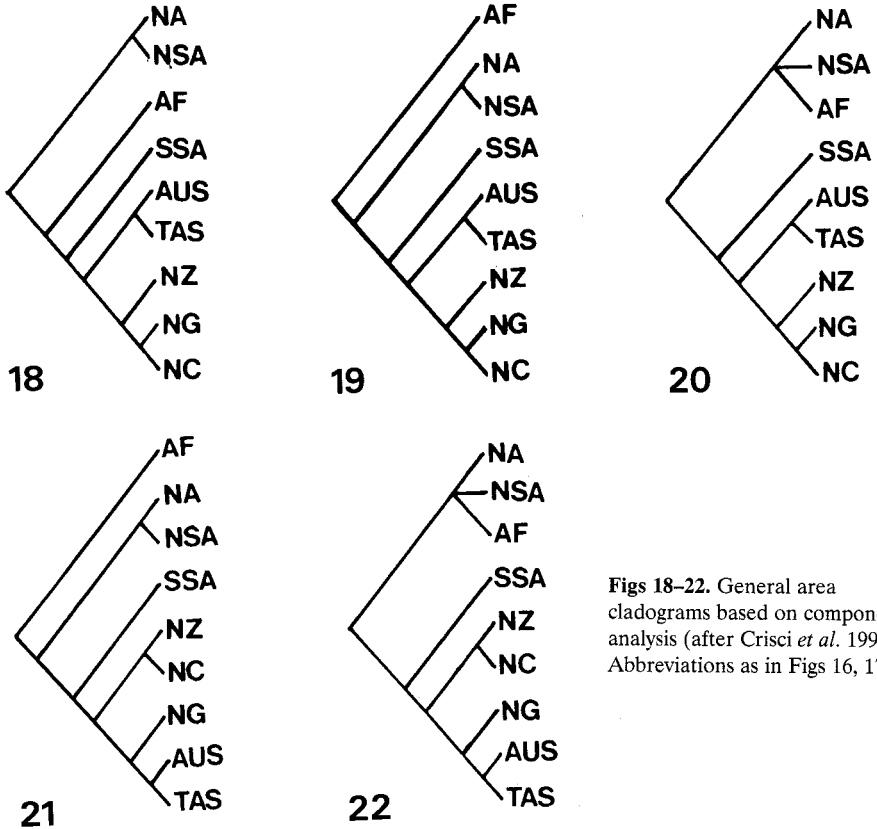 NA
NSA
AF
SSA
AUS
TAS
NZ
NG
NC
18
AF
NA
NSA
SSA
AUS
TAS
NZ
NG
NC
19
NA
NSA
AF
SSA
AUS
TAS
NZ
NG
NC
20
AF
NA
NSA
SSA
NZ
NC
NG
AUS
TAS
21
NA
NSA
AF
SSA
NZ
NC
NG
AUS
TAS
22
Figs 18–22. General area
cladograms based on compon
analysis (after Crisci et al. 199
Abbreviations as in Figs 16, 1